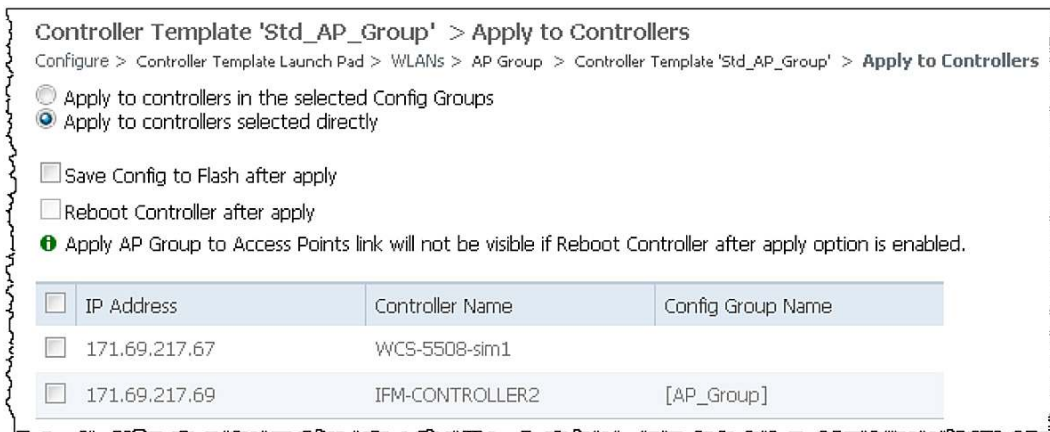 Controller Template 'Std_AP_Group' > Apply to Controllers
Configure > Controller Template Launch Pad > WLANs > AP Group > Controller Template 'Std_AP_Group' > Apply to Controllers
Apply to controllers in the selected Config Groups
Apply to controllers selected directly
Save Config to Flash after apply
Reboot Controller after apply
Apply AP Group to Access Points link will not be visible if Reboot Controller after apply option is enabled.
IP Address Controller Name Config Group Name
171.69.217.67 WCS-5508-sim1
171.69.217.69 IFM-CONTROLLER2 [AP_Group]